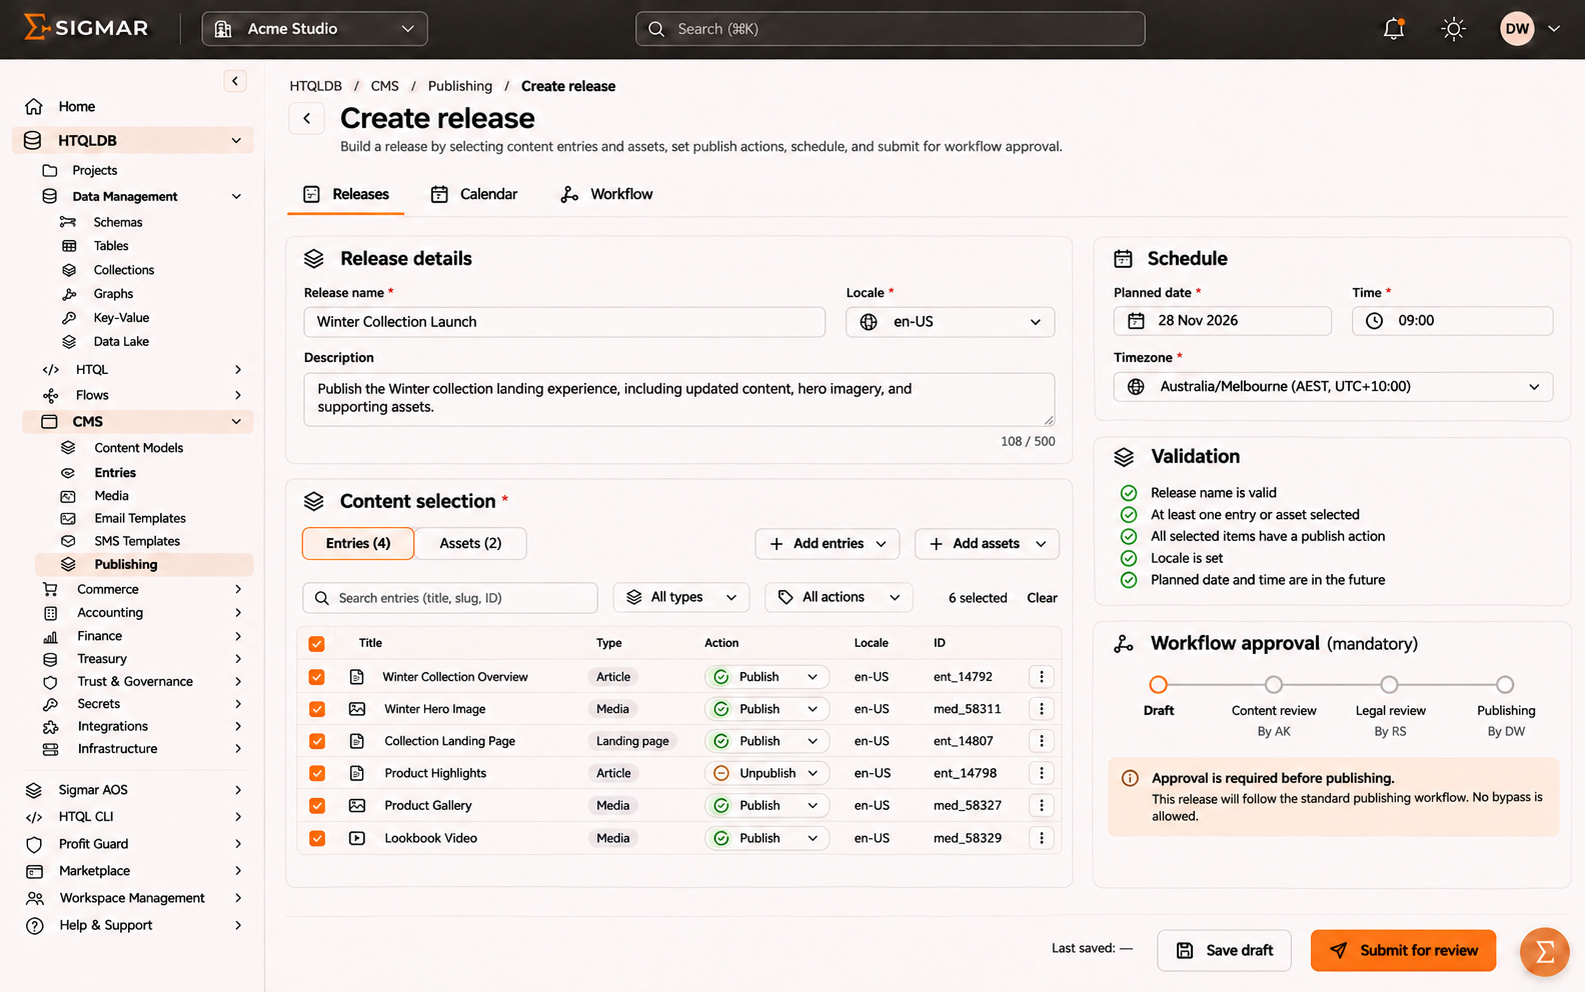 SIGMAR
Acme Studio
Search (⌘K)
DW
Home
HTQLDB
Projects
Data Management
Schemas
Tables
Collections
Graphs
Key-Value
Data Lake
HTQL
Flows
CMS
Content Models
Entries
Media
Email Templates
SMS Templates
Publishing
Commerce
Accounting
Finance
Treasury
Trust & Governance
Secrets
Integrations
Infrastructure
Sigmar AOS
HTQL CLI
Profit Guard
Marketplace
Workspace Management
Help & Support
HTQLDB / CMS / Publishing / Create release
Create release
Build a release by selecting content entries and assets, set publish actions, schedule, and submit for workflow approval.
Releases Calendar Workflow
Release details
Release name * Locale *
Winter Collection Launch en-US
Description
Publish the Winter collection landing experience, including updated content, hero imagery, and
supporting assets.
108 / 500
Content selection *
Entries (4) Assets (2) + Add entries + Add assets
Search entries (title, slug, ID) All types All actions 6 selected Clear
Title Type Action Locale ID
Winter Collection Overview Article Publish en-US ent_14792
Winter Hero Image Media Publish en-US med_58311
Collection Landing Page Landing page Publish en-US ent_14807
Product Highlights Article Unpublish en-US ent_14798
Product Gallery Media Publish en-US med_58327
Lookbook Video Media Publish en-US med_58329
Schedule
Planned date * Time *
28 Nov 2026 09:00
Timezone *
Australia/Melbourne (AEST, UTC+10:00)
Validation
Release name is valid
At least one entry or asset selected
All selected items have a publish action
Locale is set
Planned date and time are in the future
Workflow approval (mandatory)
Draft Content review Legal review Publishing
By AK By RS By DW
Approval is required before publishing.
This release will follow the standard publishing workflow. No bypass is
allowed.
Last saved: — Save draft Submit for review